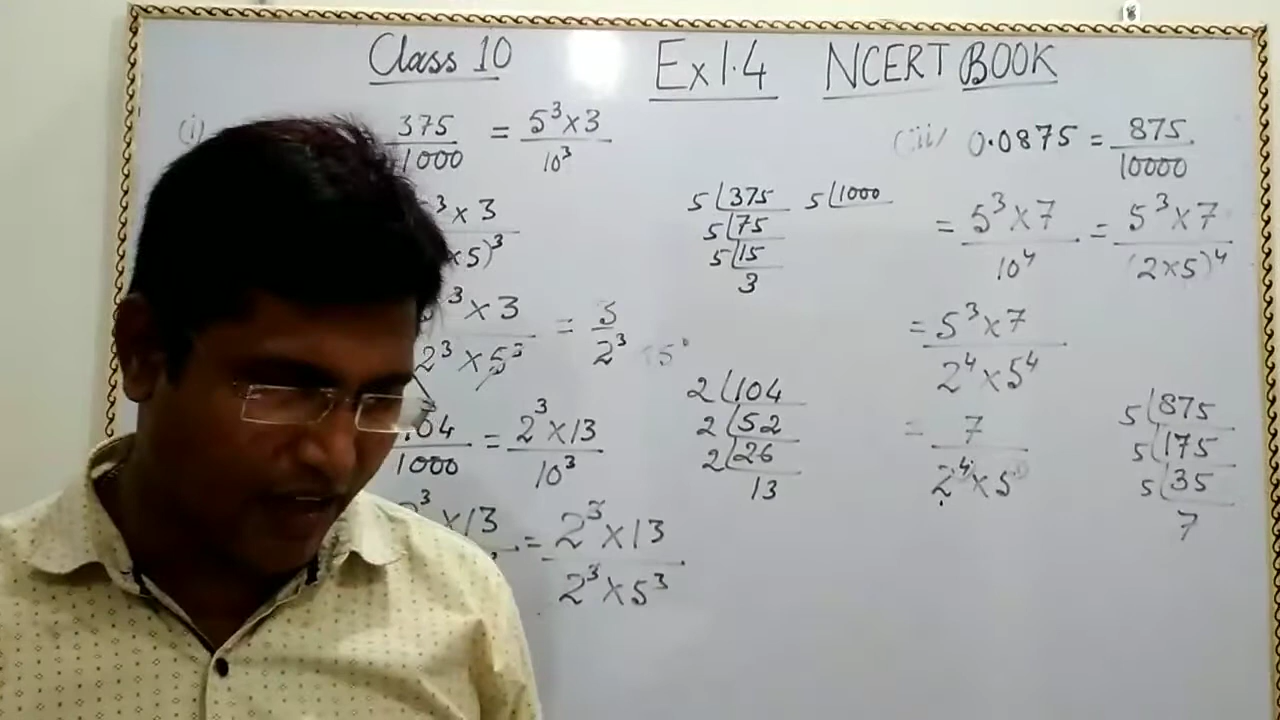 Class 10 Ex 1.4 NCERT BOOK
(i) 375/1000 = 5³×3/10³
³×3/×5)³
³×3/2³×5³ = 3/2³
.04/1000 = 2³×13/10³
2³×13 = 2³×13/2³×5³
5 375
5 75
5 15
3
5 1000
2 104
2 52
2 26
13
(iii) 0.0875 = 875/10000
= 5³×7/10⁴ = 5³×7/(2×5)⁴
= 5³×7/2⁴×5⁴
= 7/2⁴×5
5 875
5 175
5 35
7